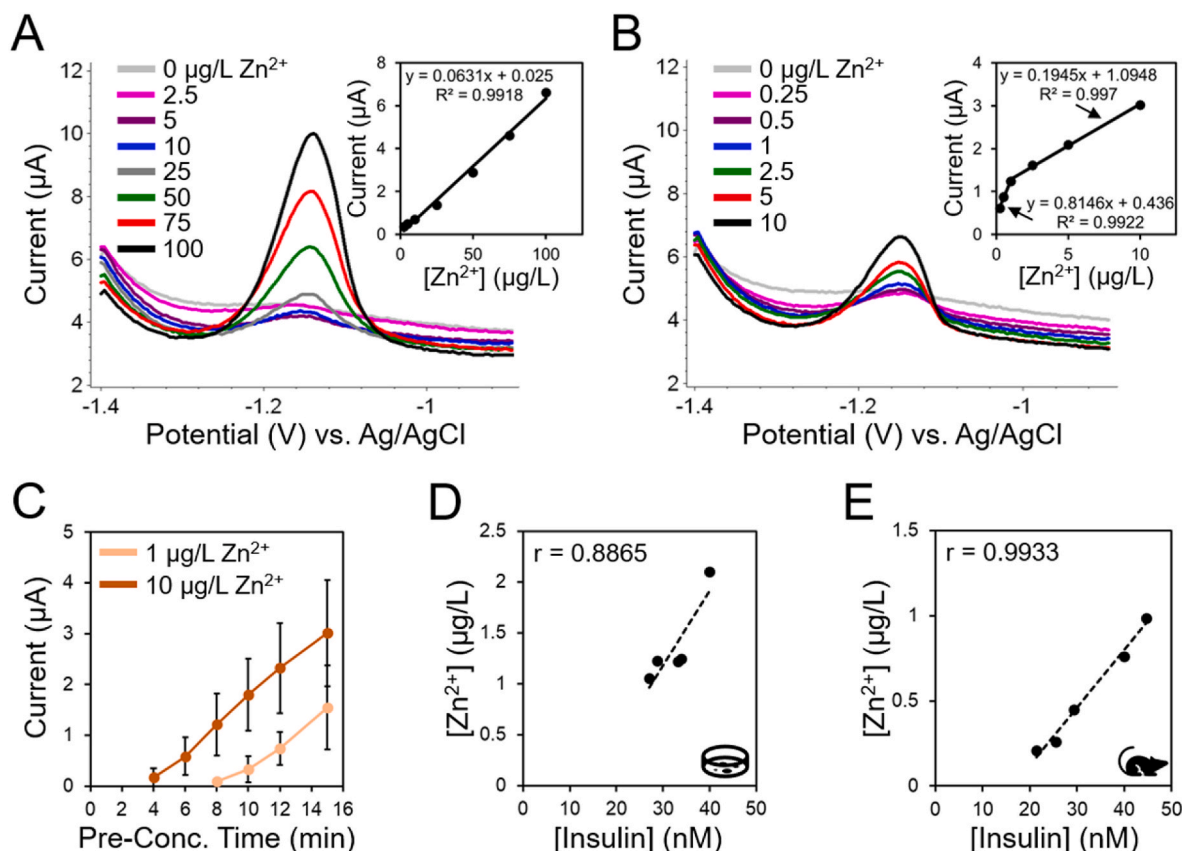 A
12
10
8
6
4
2
Current (µA)
0 µg/L Zn²⁺
2.5
5
10
25
50
75
100
-1.4
-1.2
-1
Potential (V) vs. Ag/AgCl
8
6
4
2
0
Current (µA)
y = 0.0631x + 0.025
R² = 0.9918
0
50
100
[Zn²⁺] (µg/L)
B
12
10
8
6
4
2
Current (µA)
0 µg/L Zn²⁺
0.25
0.5
1
2.5
5
10
-1.4
-1.2
-1
Potential (V) vs. Ag/AgCl
4
3
2
1
0
Current (µA)
y = 0.1945x + 1.0948
R² = 0.997
y = 0.8146x + 0.436
R² = 0.9922
0
5
10
[Zn²⁺] (µg/L)
C
5
4
3
2
1
0
Current (µA)
1 µg/L Zn²⁺
10 µg/L Zn²⁺
0 2 4 6 8 10 12 14 16
Pre-Conc. Time (min)
D
2.5
2
1.5
1
0.5
0
[Zn²⁺] (µg/L)
r = 0.8865
0 10 20 30 40 50
[Insulin] (nM)
E
1.5
1
0.5
0
[Zn²⁺] (µg/L)
r = 0.9933
0 10 20 30 40 50
[Insulin] (nM)